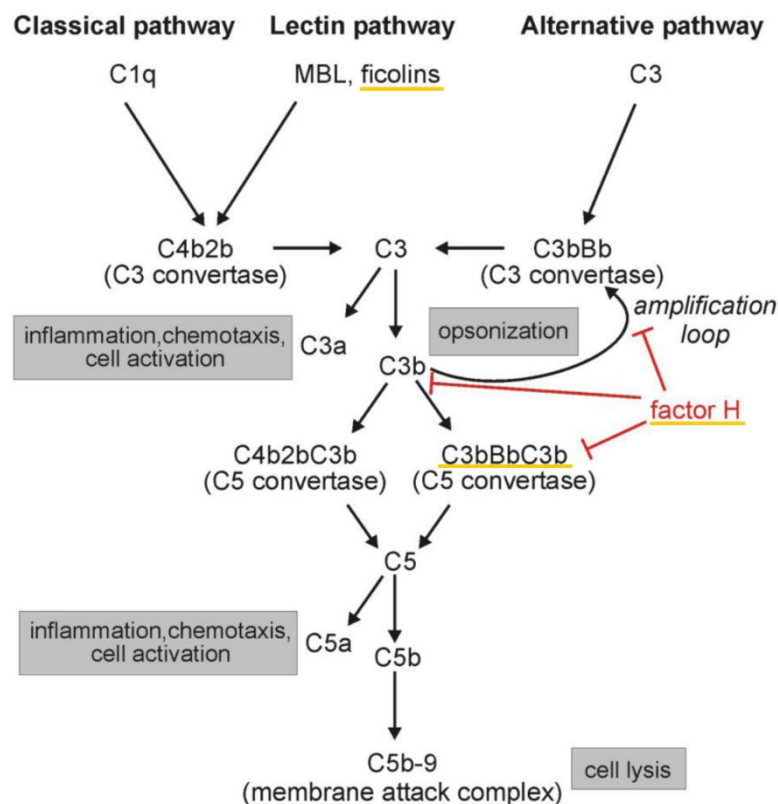 Classical pathway
Lectin pathway
Alternative pathway
C1q
MBL, ficolins
C3
C4b2b
(C3 convertase)
C3
C3bBb
(C3 convertase)
inflammation,chemotaxis,
cell activation
C3a
opsonization
amplification
loop
C3b
factor H
C4b2bC3b
(C5 convertase)
C3bBbC3b
(C5 convertase)
C5
inflammation,chemotaxis,
cell activation
C5a
C5b
C5b-9
(membrane attack complex)
cell lysis